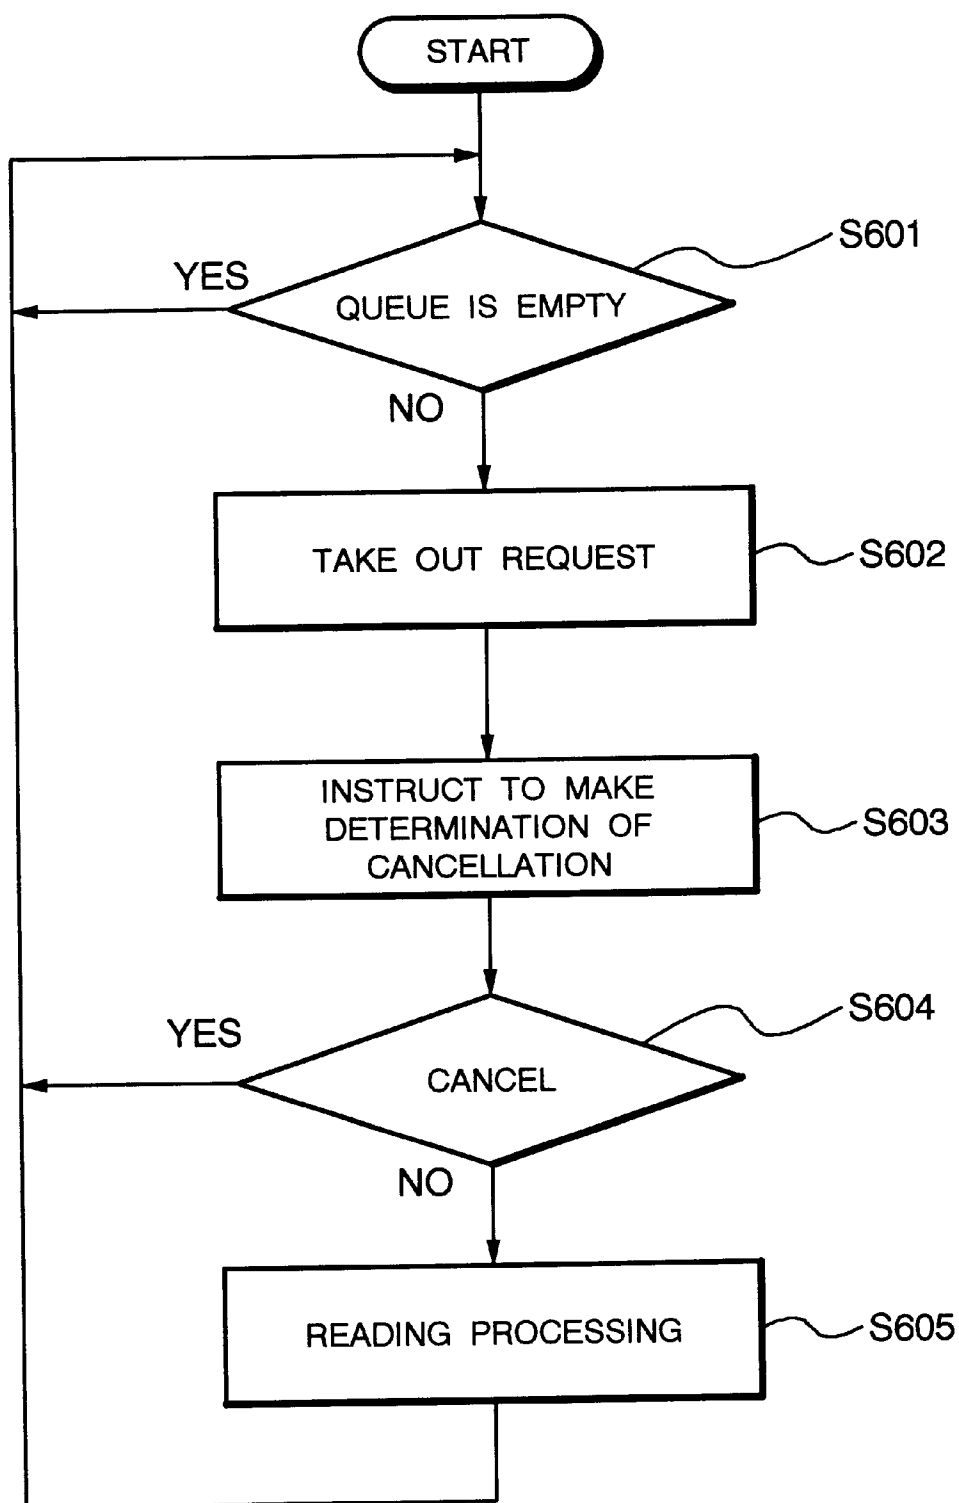 START
S601
YES
QUEUE IS EMPTY
NO
TAKE OUT REQUEST
S602
INSTRUCT TO MAKE
DETERMINATION OF
CANCELLATION
S603
S604
YES
CANCEL
NO
READING PROCESSING
S605